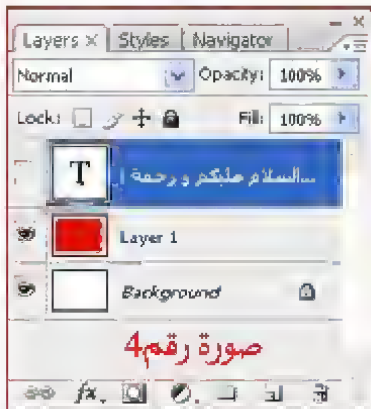 Layers × Styles Navigator
Normal Opacity: 100%
Lock: Fill: 100%
T السلام عليكم و رحمة ا...
Layer 1
Background
صورة رقم4
fx.